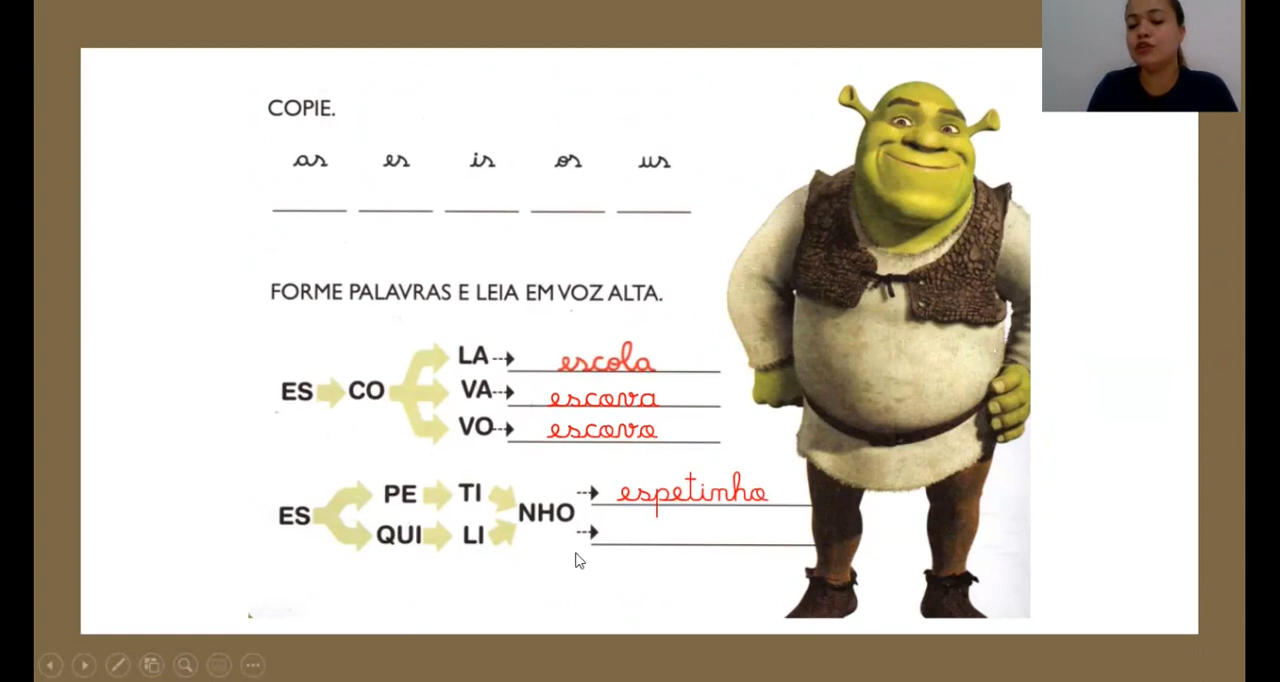 COPIE.
as es is os us
FORME PALAVRAS E LEIA EM VOZ ALTA.
LA escola
ES CO VA escova
VO escovo
PE TI espetinho
ES NHO
QUI LI